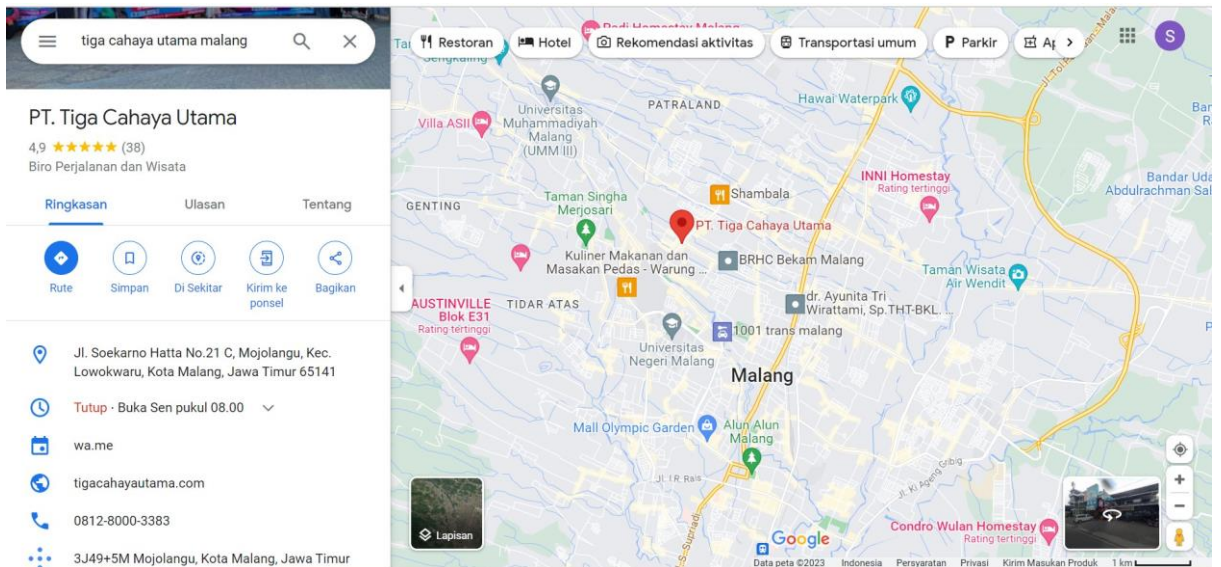 tiga cahaya utama malang
PT. Tiga Cahaya Utama
4,9 ★★★★★ (38)
Biro Perjalanan dan Wisata
Ringkasan
Ulasan
Tentang
Rute
Simpan
Di Sekitar
Kirim ke
ponsel
Bagikan
Jl. Soekarno Hatta No.21 C, Mojolangu, Kec.
Lowokwaru, Kota Malang, Jawa Timur 65141
Tutup · Buka Sen pukul 08.00
wa.me
tigacahayautama.com
0812-8000-3383
3J49+5M Mojolangu, Kota Malang, Jawa Timur
Restoran
Hotel
Rekomendasi aktivitas
Transportasi umum
P Parkir
S
Universitas
Muhammadiyah
Malang
(UMM III)
Villa ASII
PATRALAND
Hawai Waterpark
INNI Homestay
Rating tertinggi
Shambala
Taman Singha
Merjosari
GENTING
PT. Tiga Cahaya Utama
Kuliner Makanan dan
Masakan Pedas - Warung ...
BRHC Bekam Malang
Taman Wisata
Air Wendit
AUSTINVILLE
Blok E31
Rating tertinggi
TIDAR ATAS
dr. Ayunita Tri
Wirattami, Sp.THT-BKL. ...
1001 trans malang
Universitas
Negeri Malang
Malang
Mall Olympic Garden
Alun Alun
Malang
Jl. I.R. Rais
Jl. Ki Ageng Gribig
Condro Wulan Homestay
Rating tertinggi
Lapisan
Google
Data peta ©2023
Indonesia
Persyaratan
Privasi
Kirim Masukan Produk
1 km